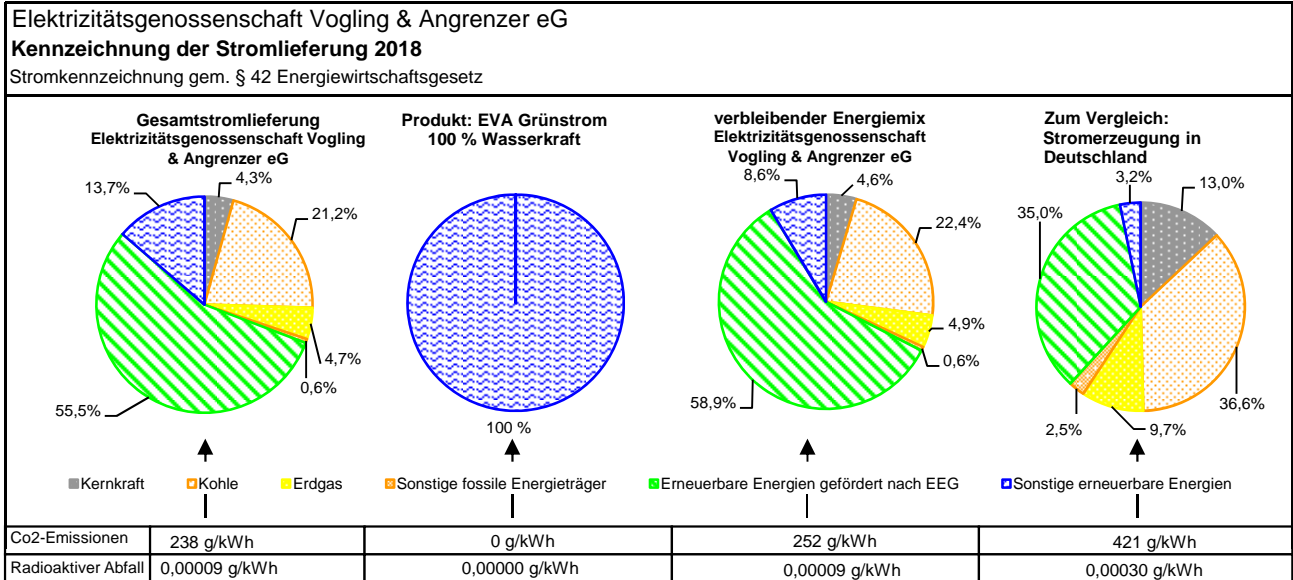 Elektrizitätsgenossenschaft Vogling & Angrenzer eG
Kennzeichnung der Stromlieferung 2018
Stromkennzeichnung gem. § 42 Energiewirtschaftsgesetz
Gesamtstromlieferung
Elektrizitätsgenossenschaft Vogling
& Angrenzer eG
13,7%
4,3%
21,2%
4,7%
0,6%
55,5%
Produkt: EVA Grünstrom
100 % Wasserkraft
100 %
verbleibender Energiemix
Elektrizitätsgenossenschaft
Vogling & Angrenzer eG
8,6%
4,6%
22,4%
4,9%
0,6%
58,9%
Zum Vergleich:
Stromerzeugung in
Deutschland
3,2%
13,0%
35,0%
36,6%
2,5%
9,7%
Kernkraft Kohle Erdgas Sonstige fossile Energieträger Erneuerbare Energien gefördert nach EEG Sonstige erneuerbare Energien
Co2-Emissionen 238 g/kWh 0 g/kWh 252 g/kWh 421 g/kWh
Radioaktiver Abfall 0,00009 g/kWh 0,00000 g/kWh 0,00009 g/kWh 0,00030 g/kWh